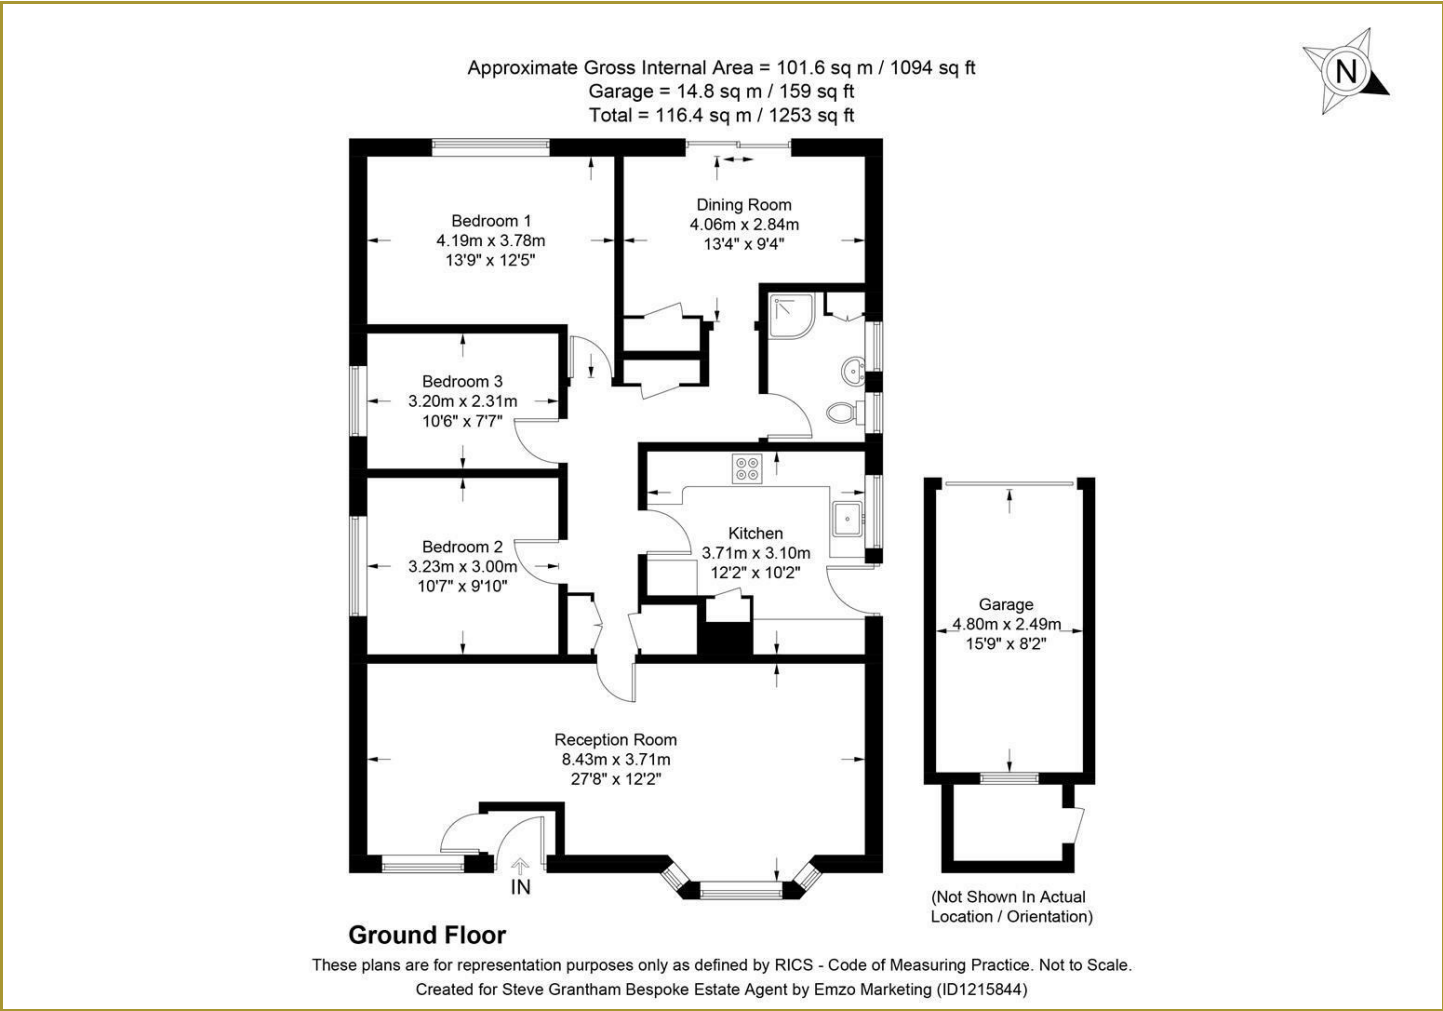 Approximate Gross Internal Area = 101.6 sq m / 1094 sq ft
Garage = 14.8 sq m / 159 sq ft
Total = 116.4 sq m / 1253 sq ft
N
Bedroom 1
4.19m x 3.78m
13'9" x 12'5"
Dining Room
4.06m x 2.84m
13'4" x 9'4"
Bedroom 3
3.20m x 2.31m
10'6" x 7'7"
Bedroom 2
3.23m x 3.00m
10'7" x 9'10"
Kitchen
3.71m x 3.10m
12'2" x 10'2"
Garage
4.80m x 2.49m
15'9" x 8'2"
Reception Room
8.43m x 3.71m
27'8" x 12'2"
IN
(Not Shown In Actual
Location / Orientation)
Ground Floor
These plans are for representation purposes only as defined by RICS - Code of Measuring Practice. Not to Scale.
Created for Steve Grantham Bespoke Estate Agent by Emzo Marketing (ID1215844)